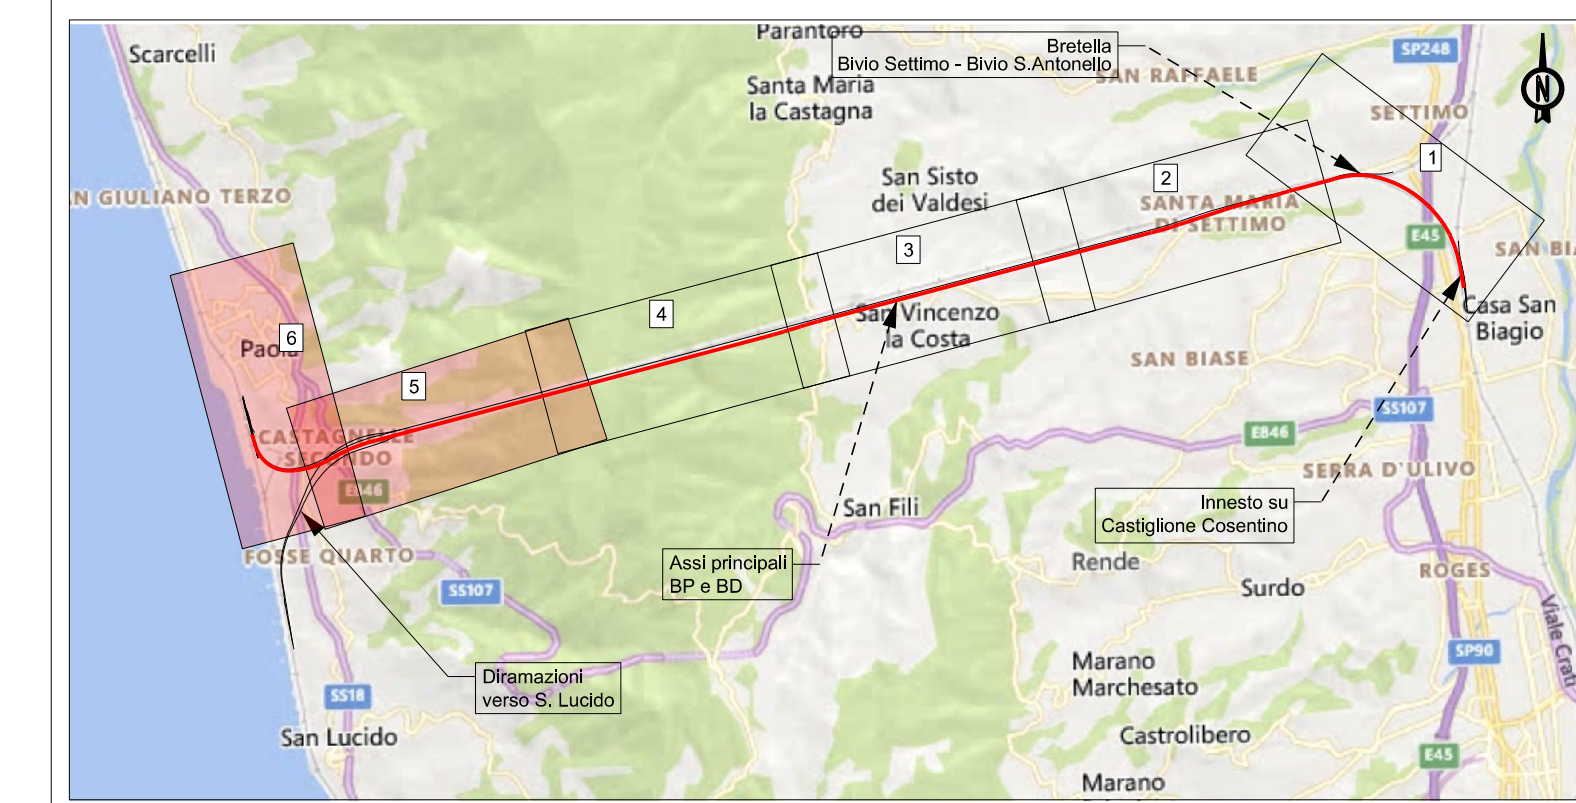 Parantoro
Scarcelli
Bretella
Bivio Settimo - Bivio S.Antonello
SP248
SAN RAFFAELE
N
Santa Maria
la Castagna
SETTIMO
1
San Sisto
dei Valdesi
2
N GIULIANO TERZO
SANTA MARIA
DI SETTIMO
3
E45
SAN BI
4
San Vincenzo
la Costa
Casa San
Biagio
6
Paola
5
SAN BIASE
SS107
E846
CASTAGNELLE
SECONDO
SERRA D'ULIVO
E846
San Fili
Innesto su
Castiglione Cosentino
FOSSE QUARTO
Assi principali
BP e BD
Rende
ROGES
SS107
Surdo
Viale Crati
SP90
Marano
Marchesato
Diramazioni
verso S. Lucido
SS18
San Lucido
Castrolibero
E45
Marano